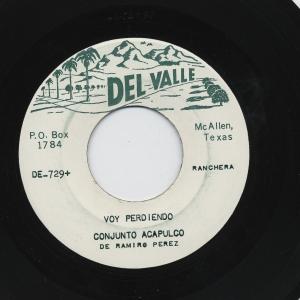 DEL VALLE
P.O. Box
1784
McAllen,
Texas
DE-729+
RANCHERA
VOY PERDIENDO
CONJUNTO ACAPULCO
DE RAMIRO PEREZ